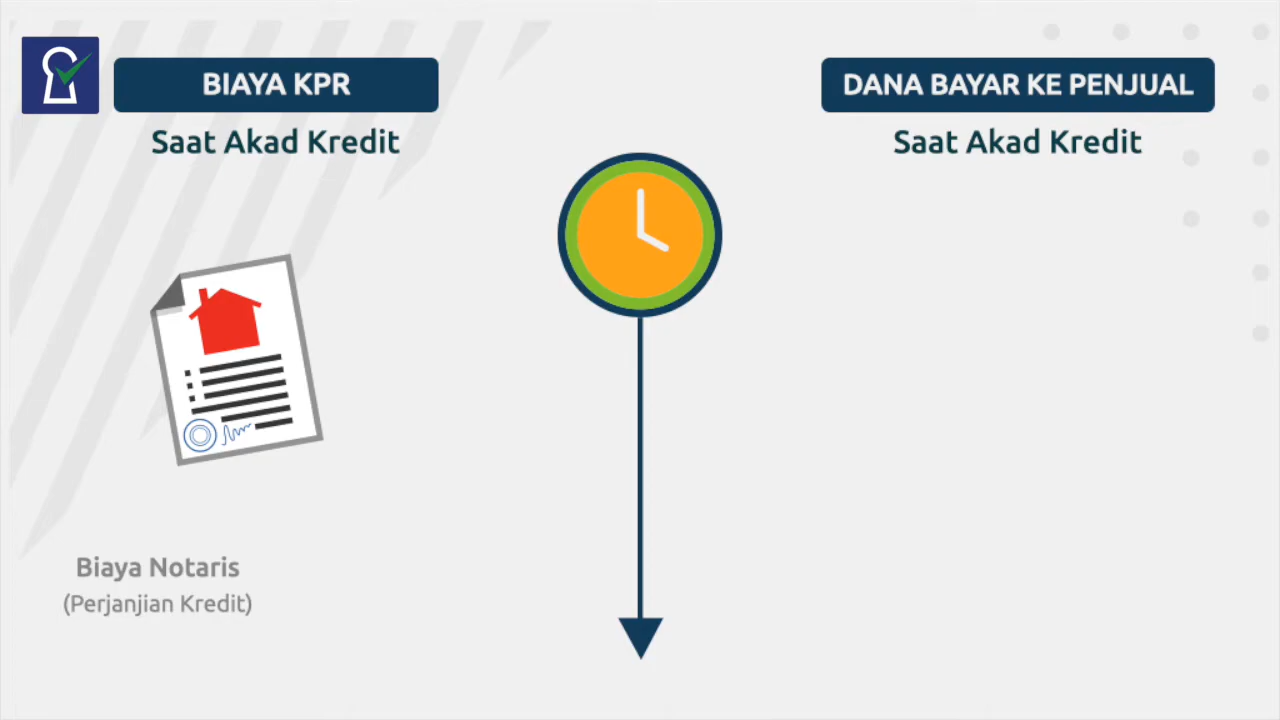 BIAYA KPR
Saat Akad Kredit
DANA BAYAR KE PENJUAL
Saat Akad Kredit
Biaya Notaris
(Perjanjian Kredit)